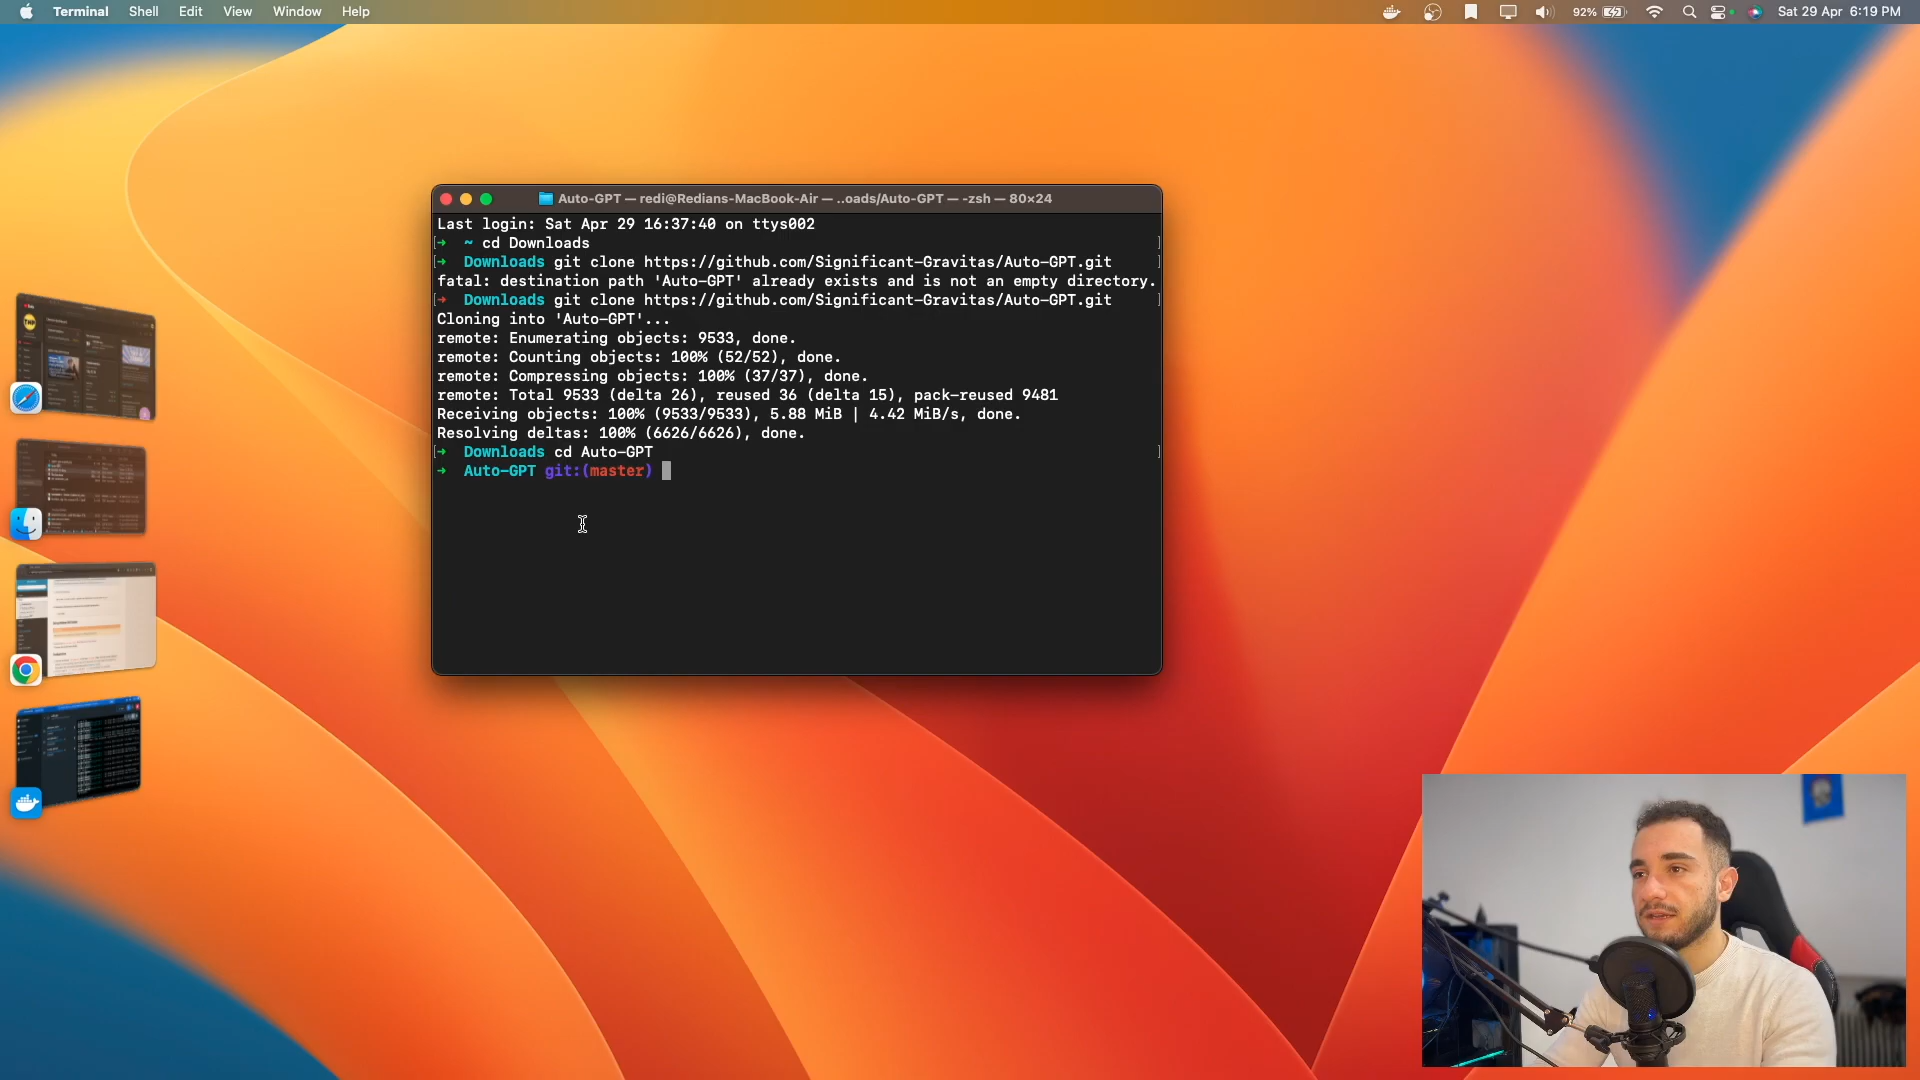 Terminal Shell Edit View Window Help 92% Sat 29 Apr 6:19 PM
Auto-GPT — redi@Redians-MacBook-Air — ..oads/Auto-GPT — -zsh — 80×24
Last login: Sat Apr 29 16:37:40 on ttys002
[➜ ~ cd Downloads ]
[➜ Downloads git clone https://github.com/Significant-Gravitas/Auto-GPT.git ]
fatal: destination path 'Auto-GPT' already exists and is not an empty directory.
[➜ Downloads git clone https://github.com/Significant-Gravitas/Auto-GPT.git ]
Cloning into 'Auto-GPT'...
remote: Enumerating objects: 9533, done.
remote: Counting objects: 100% (52/52), done.
remote: Compressing objects: 100% (37/37), done.
remote: Total 9533 (delta 26), reused 36 (delta 15), pack-reused 9481
Receiving objects: 100% (9533/9533), 5.88 MiB | 4.42 MiB/s, done.
Resolving deltas: 100% (6626/6626), done.
[➜ Downloads cd Auto-GPT ]
➜ Auto-GPT git:(master)